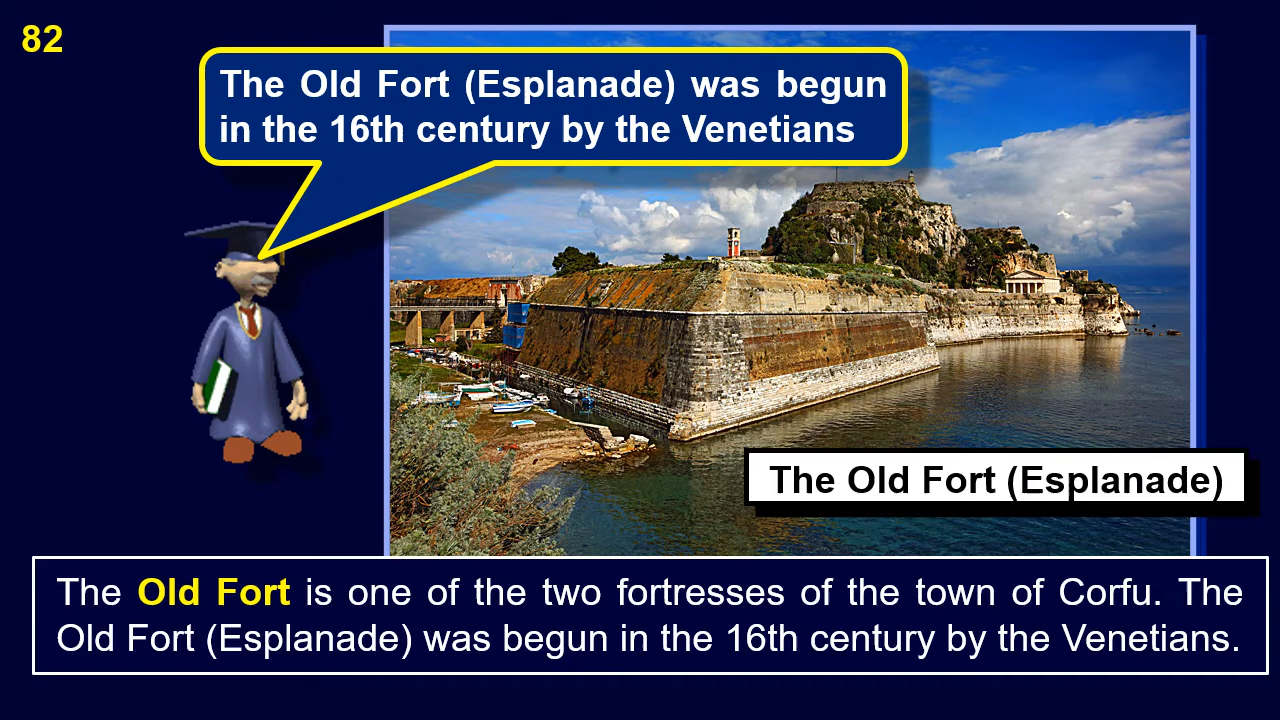 82
The Old Fort (Esplanade) was begun
in the 16th century by the Venetians
The Old Fort (Esplanade)
The Old Fort is one of the two fortresses of the town of Corfu. The
Old Fort (Esplanade) was begun in the 16th century by the Venetians.